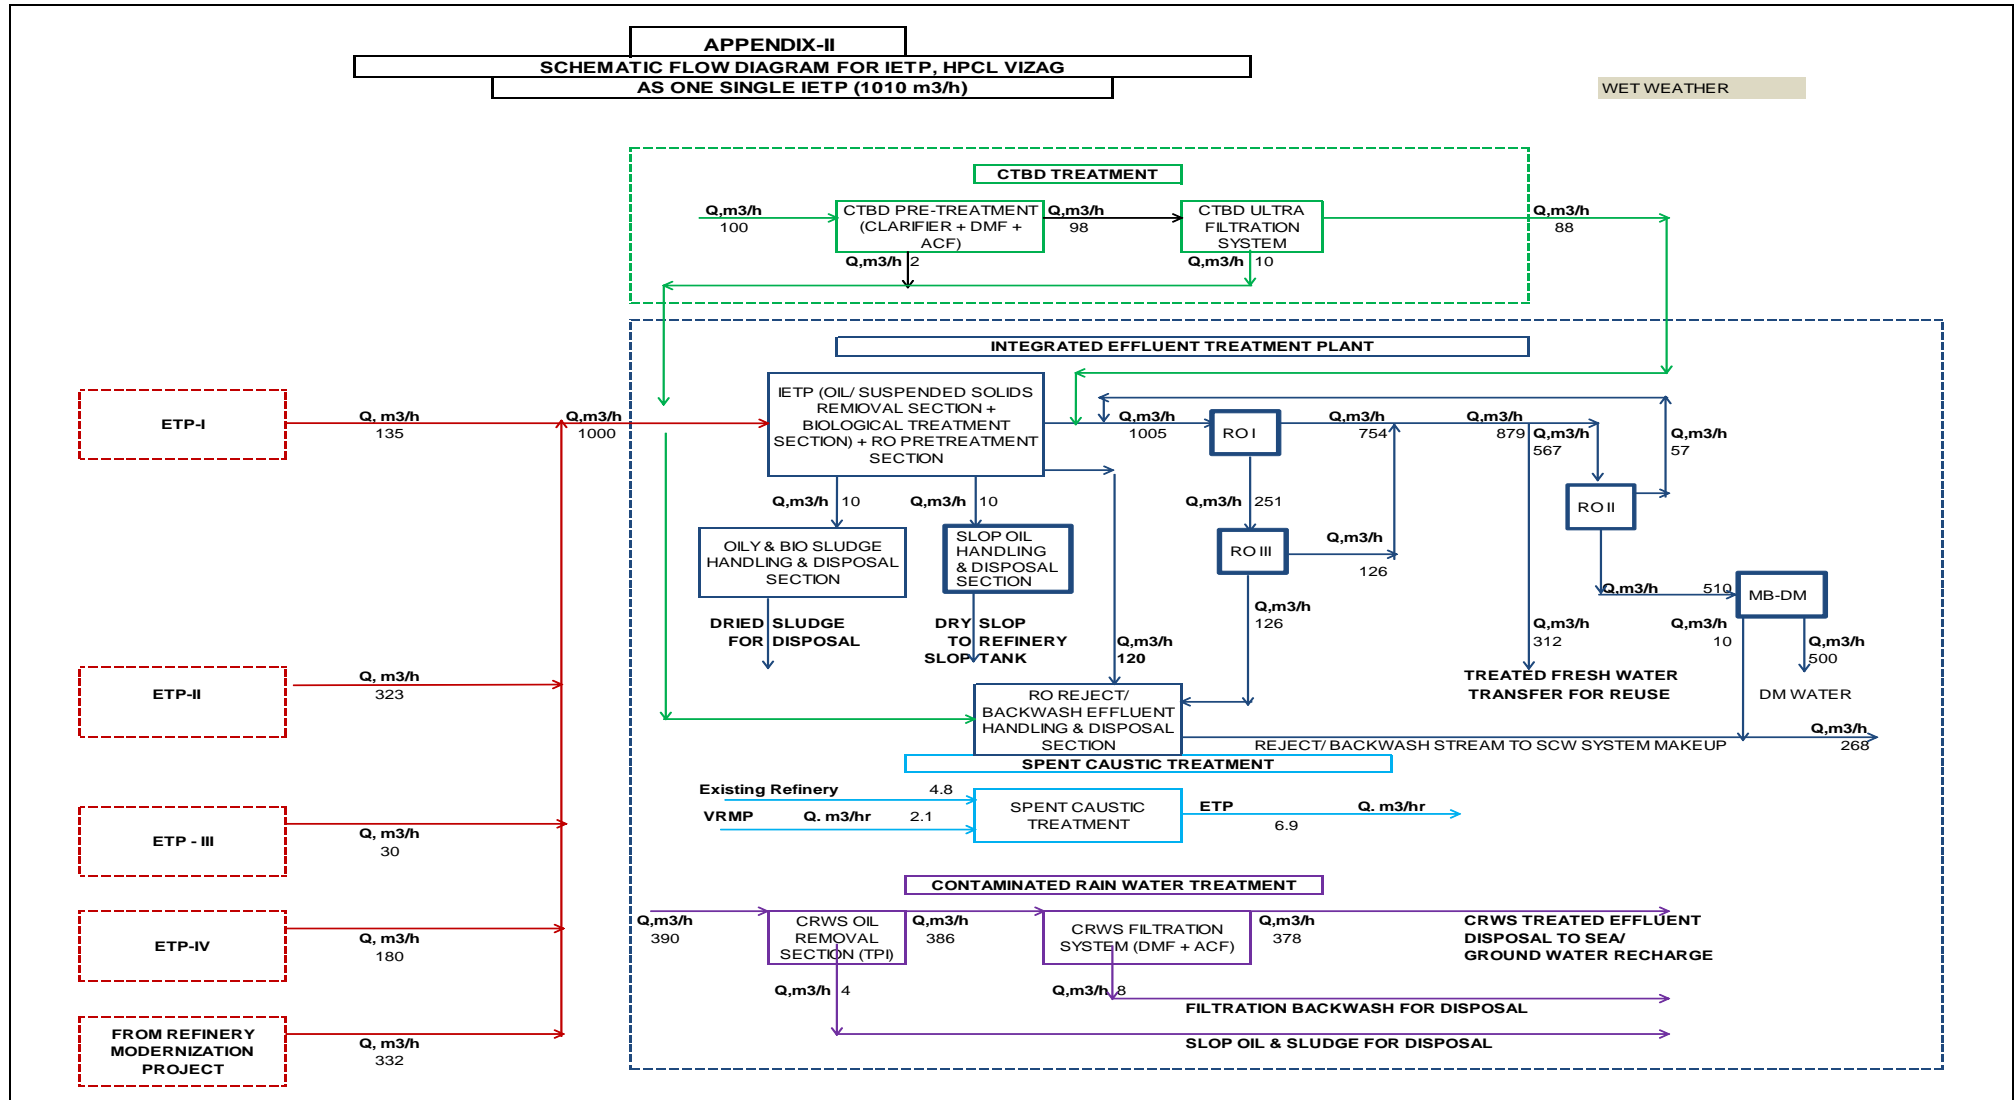 APPENDIX-II
SCHEMATIC FLOW DIAGRAM FOR IETP, HPCL VIZAG
AS ONE SINGLE IETP (1010 m3/h)
WET WEATHER
CTBD TREATMENT
Q,m3/h
100
CTBD PRE-TREATMENT
(CLARIFIER + DMF +
ACF)
Q,m3/h
98
CTBD ULTRA
FILTRATION
SYSTEM
Q,m3/h
88
Q,m3/h 2
Q,m3/h 10
INTEGRATED EFFLUENT TREATMENT PLANT
ETP-I
Q, m3/h
135
Q,m3/h
1000
IETP (OIL/ SUSPENDED SOLIDS
REMOVAL SECTION +
BIOLOGICAL TREATMENT
SECTION) + RO PRETREATMENT
SECTION
Q,m3/h
1005
RO I
Q,m3/h
754
Q,m3/h
879
Q,m3/h
567
Q,m3/h
57
RO II
Q,m3/h 10
Q,m3/h 10
Q,m3/h 251
OILY & BIO SLUDGE
HANDLING & DISPOSAL
SECTION
SLOP OIL
HANDLING
& DISPOSAL
SECTION
RO III
Q,m3/h
126
Q,m3/h
126
Q,m3/h 510
MB-DM
DRIED SLUDGE
FOR DISPOSAL
DRY SLOP
TO REFINERY
SLOP TANK
Q,m3/h
120
Q,m3/h
312
Q,m3/h
10
Q,m3/h
500
TREATED FRESH WATER
TRANSFER FOR REUSE
DM WATER
ETP-II
Q, m3/h
323
RO REJECT/
BACKWASH EFFLUENT
HANDLING & DISPOSAL
SECTION
REJECT/ BACKWASH STREAM TO SCW SYSTEM MAKEUP
Q,m3/h
268
SPENT CAUSTIC TREATMENT
Existing Refinery 4.8
VRMP Q. m3/hr 2.1
SPENT CAUSTIC
TREATMENT
ETP Q. m3/hr
6.9
ETP - III
Q, m3/h
30
CONTAMINATED RAIN WATER TREATMENT
ETP-IV
Q, m3/h
180
Q,m3/h
390
CRWS OIL
REMOVAL
SECTION (TPI)
Q,m3/h
386
CRWS FILTRATION
SYSTEM (DMF + ACF)
Q,m3/h
378
CRWS TREATED EFFLUENT
DISPOSAL TO SEA/
GROUND WATER RECHARGE
Q,m3/h 4
Q,m3/h 8
FILTRATION BACKWASH FOR DISPOSAL
SLOP OIL & SLUDGE FOR DISPOSAL
FROM REFINERY
MODERNIZATION
PROJECT
Q, m3/h
332